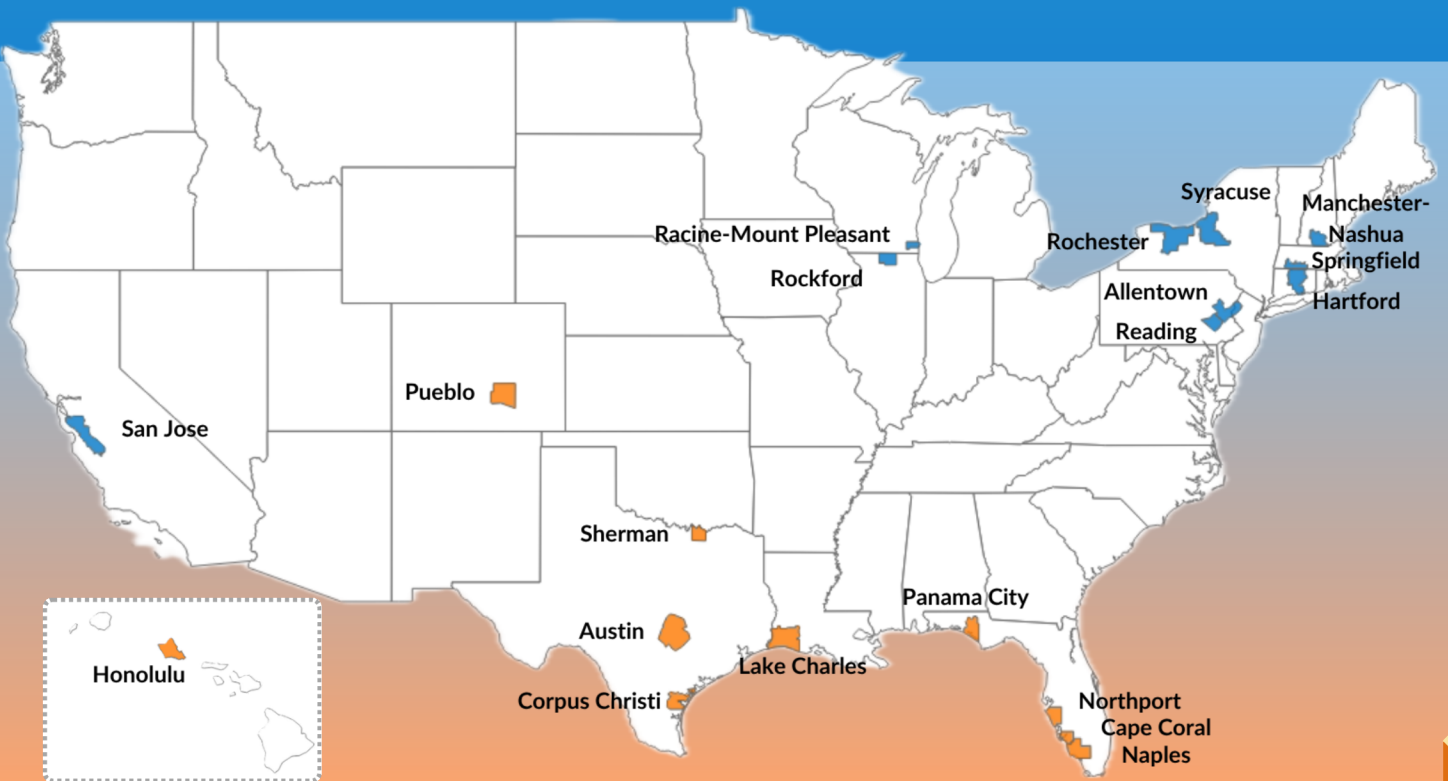 Syracuse
Manchester-
Nashua
Racine-Mount Pleasant
Rochester
Springfield
Rockford
Allentown
Hartford
Reading
Pueblo
San Jose
Sherman
Panama City
Austin
Lake Charles
Honolulu
Corpus Christi
Northport
Cape Coral
Naples